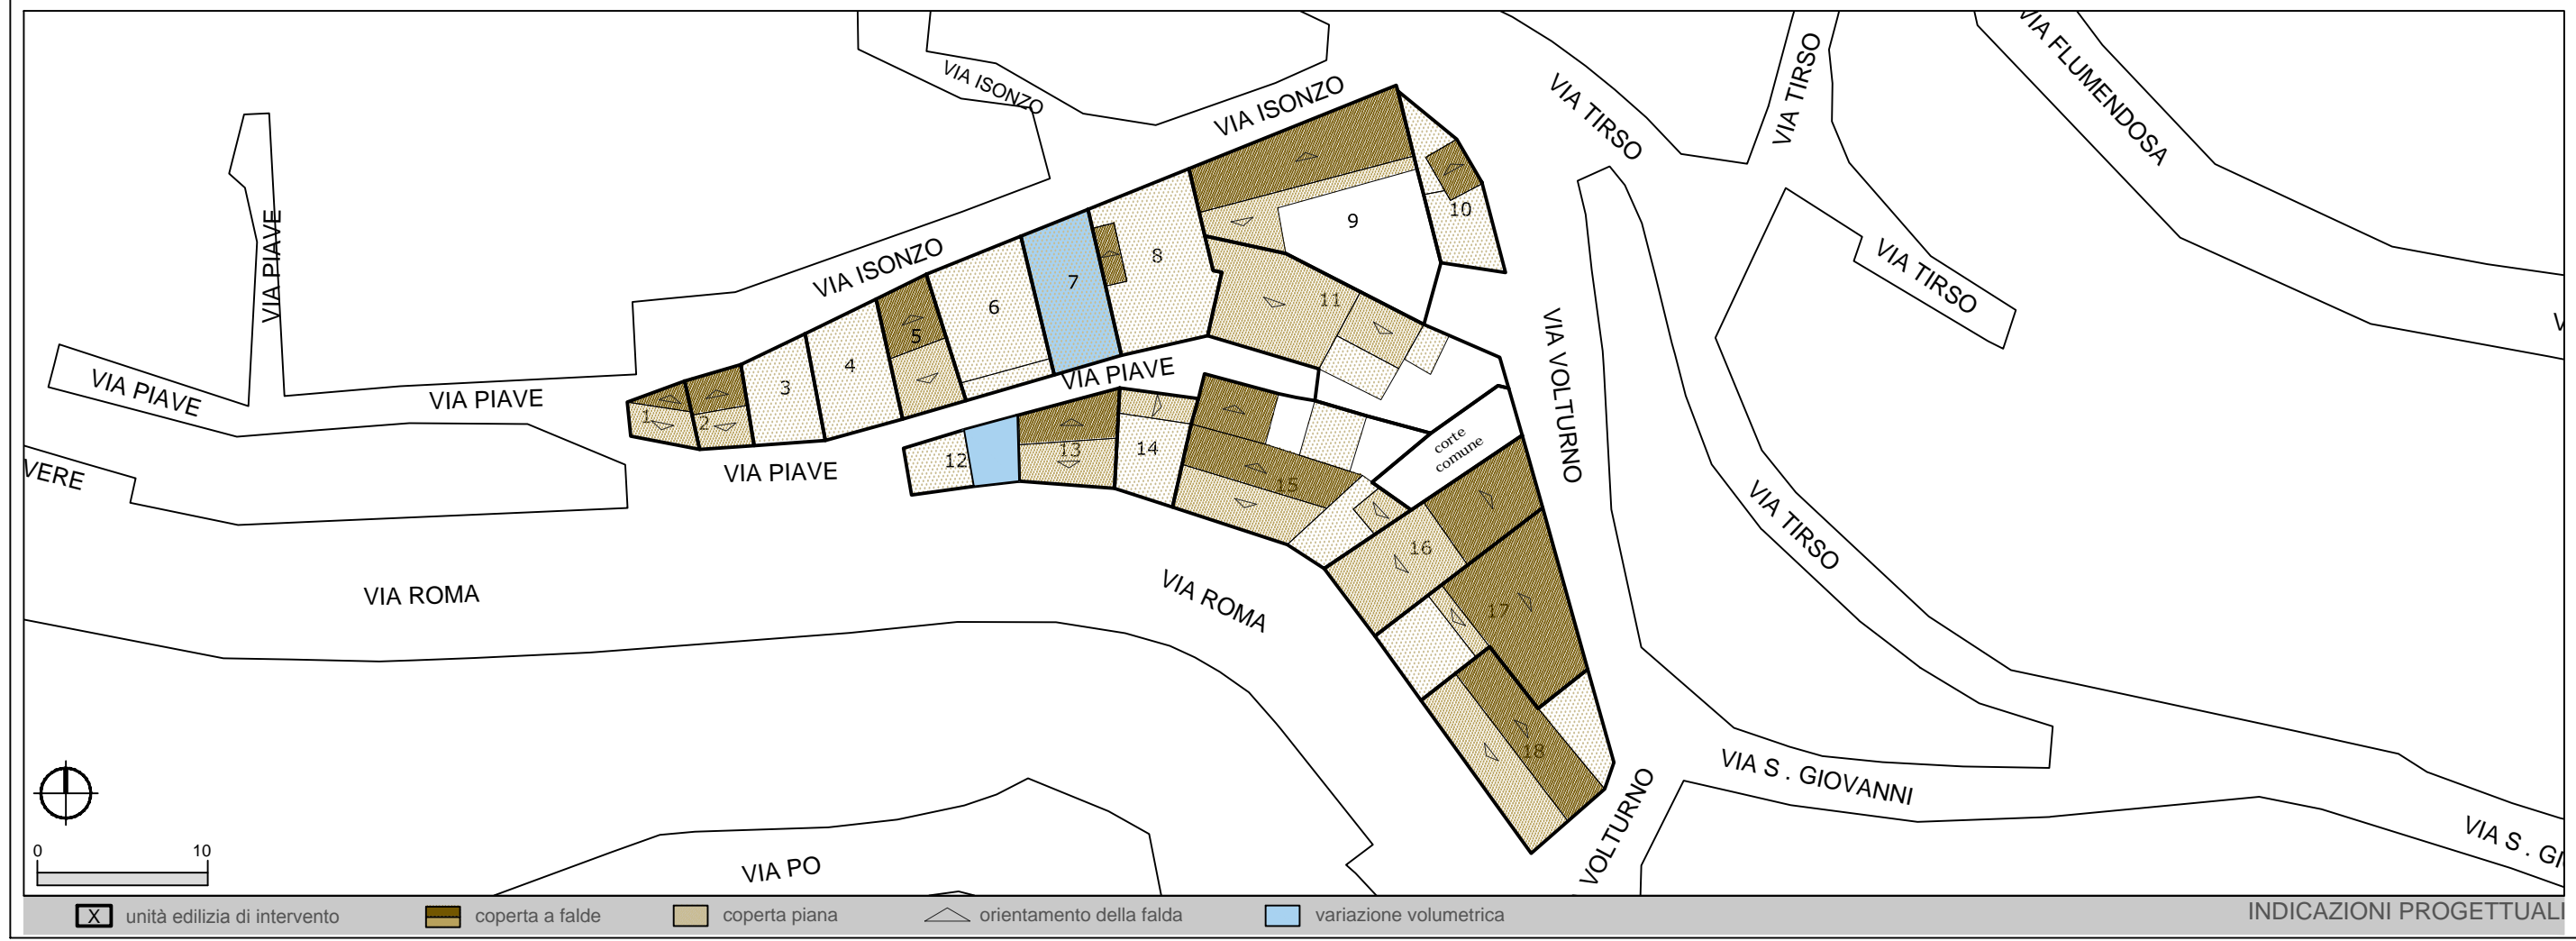 VIA FLUMENDOSA
VIA TIRSO
VIA ISONZO
VIA ISONZO
VIA TIRSO
VIA PIAVE
VIA ISONZO
9
10
8
7
6
5
4
3
2
1
11
VIA TIRSO
VIA PIAVE
VIA PIAVE
VIA PIAVE
VIA VOLTURNO
VERE
VIA PIAVE
12
13
14
15
corte
comune
16
17
18
VIA TIRSO
VIA ROMA
VIA ROMA
VIA S . GIOVANNI
VOLTURNO
VIA S . GI
VIA PO
V
0 10
X unità edilizia di intervento
coperta a falde
coperta piana
orientamento della falda
variazione volumetrica
INDICAZIONI PROGETTUALI